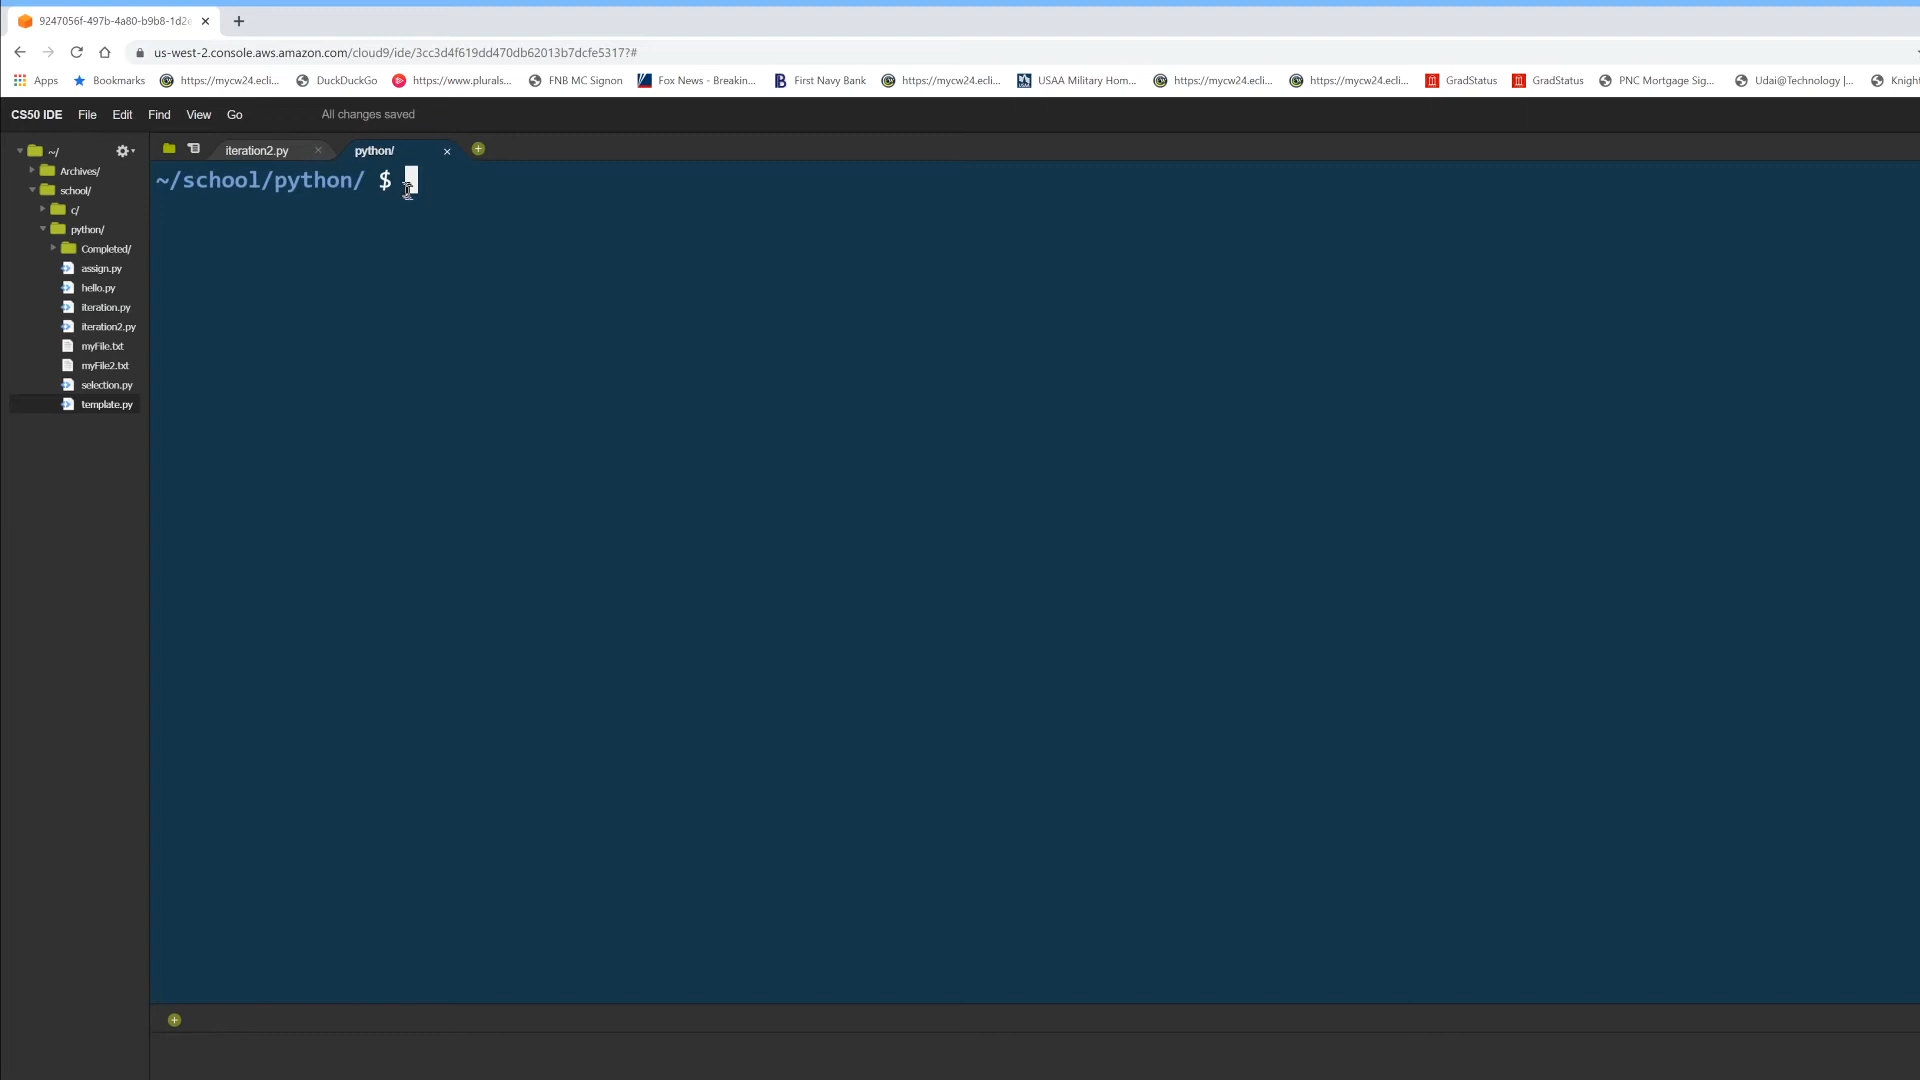 9247056f-497b-4a80-b9b8-1d2e
us-west-2.console.aws.amazon.com/cloud9/ide/3cc3d4f619dd470db62013b7dcfe5317?#
Apps Bookmarks https://mycw24.ecli... DuckDuckGo https://www.plurals... FNB MC Signon Fox News - Breakin... First Navy Bank https://mycw24.ecli... USAA Military Hom... https://mycw24.ecli... https://mycw24.ecli... GradStatus GradStatus PNC Mortgage Sig... Udai@Technology |... Knight
CS50 IDE File Edit Find View Go All changes saved
~/
iteration2.py
python/
~/school/python/ $
Archives/
school/
c/
python/
Completed/
assign.py
hello.py
iteration.py
iteration2.py
myFile.txt
myFile2.txt
selection.py
template.py